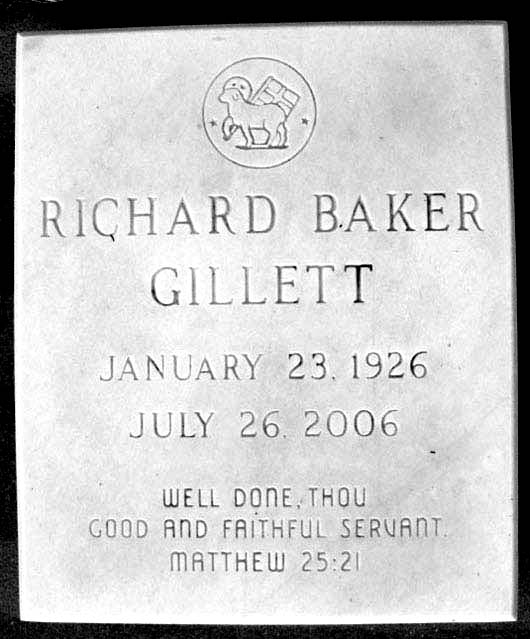 RICHARD BAKER
GILLETT
JANUARY 23, 1926
JULY 26, 2006
WELL DONE, THOU
GOOD AND FAITHFUL SERVANT.
MATTHEW 25:21